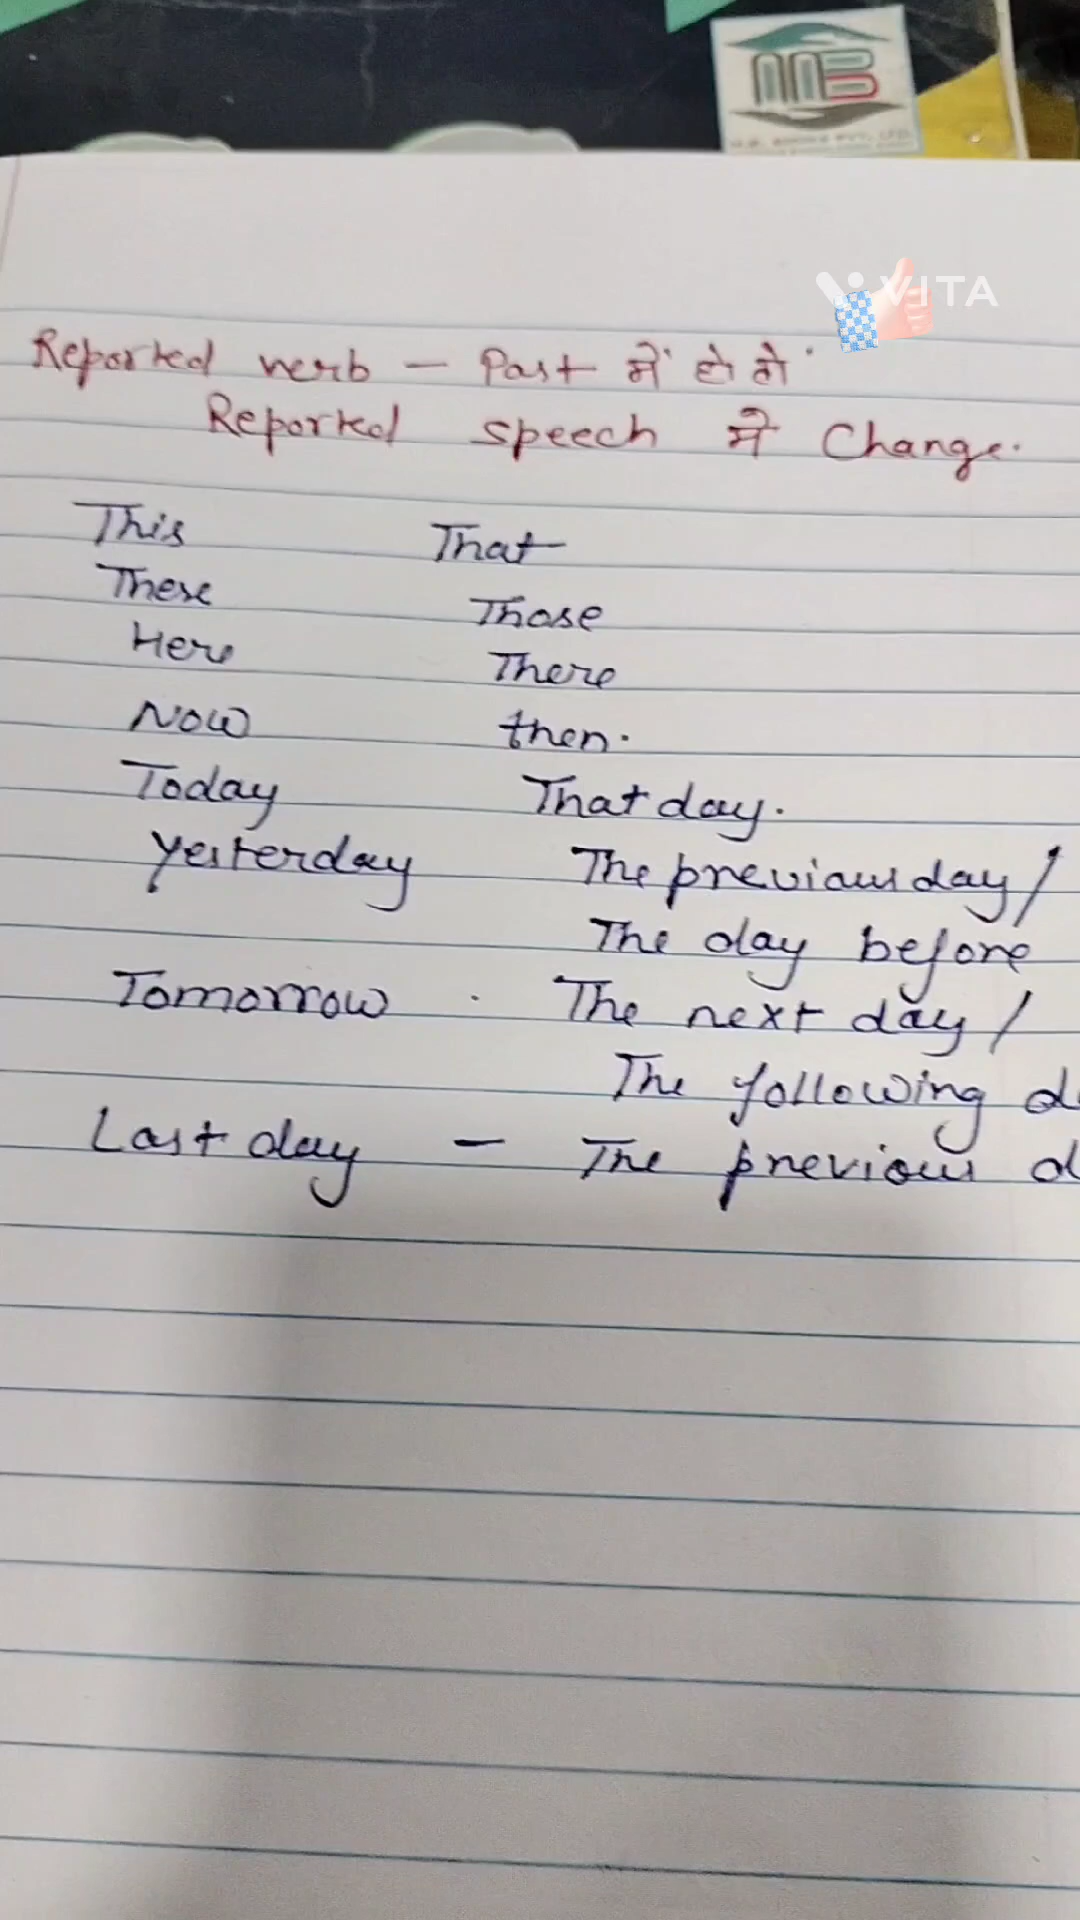 VITA
Reported verb – Past में हो तो
Reported speech में Change.
This That
These Those
Here There
Now then.
Today That day.
Yesterday The previous day /
The day before
Tomorrow . The next day /
The following d
Last day – The previous d